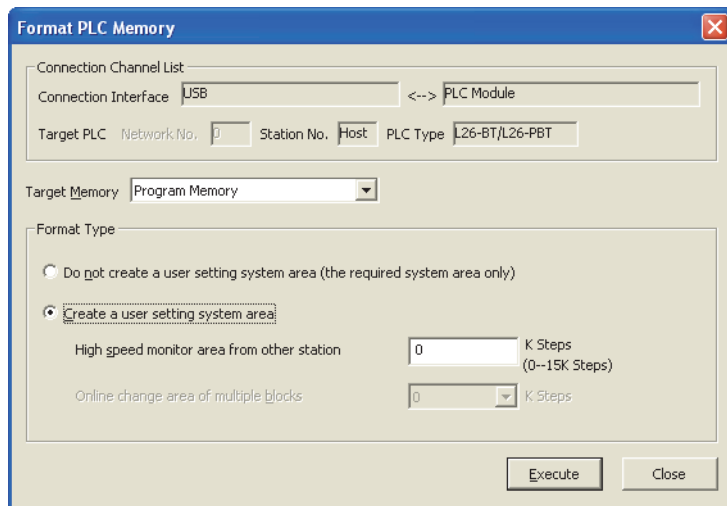 Format PLC Memory
Connection Channel List
Connection Interface USB <--> PLC Module
Target PLC Network No. 0 Station No. Host PLC Type L26-BT/L26-PBT
Target Memory Program Memory
Format Type
Do not create a user setting system area (the required system area only)
Create a user setting system area
High speed monitor area from other station 0 K Steps
(0--15K Steps)
Online change area of multiple blocks 0 K Steps
Execute Close